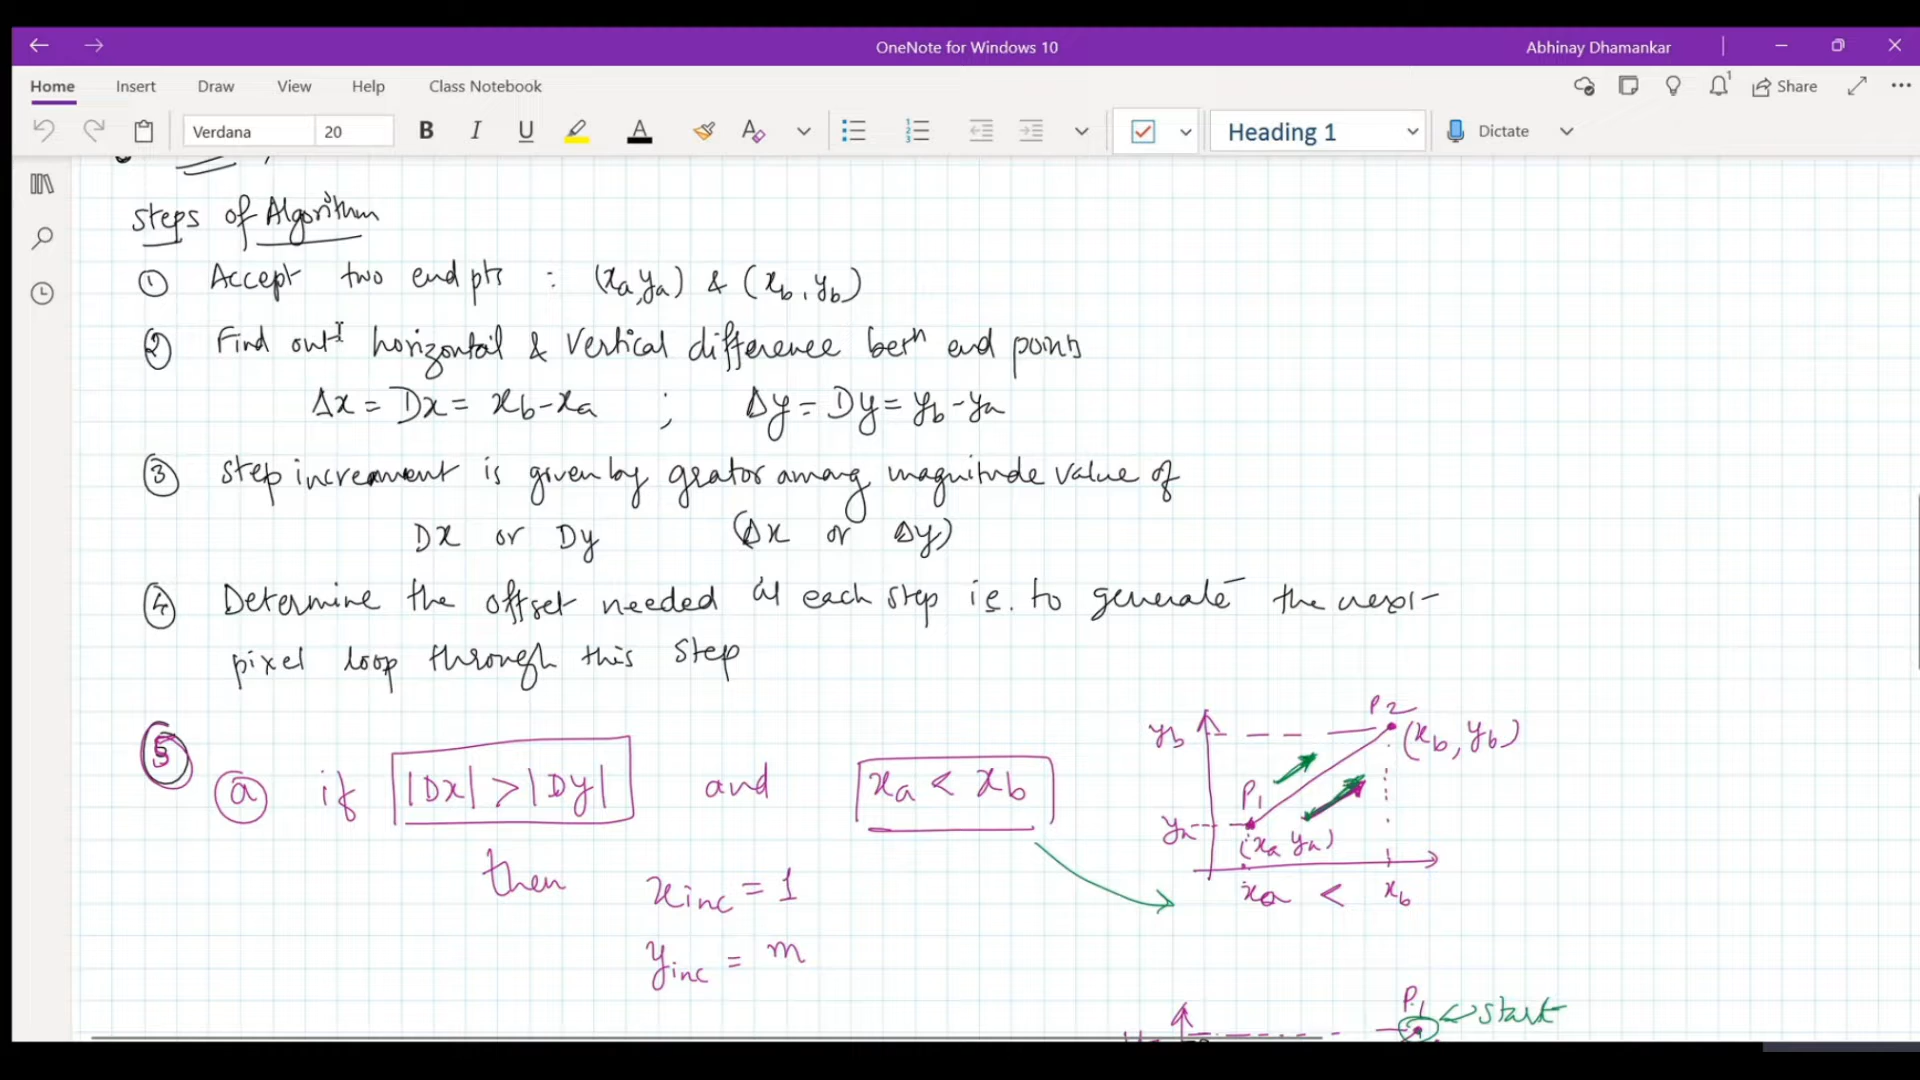 OneNote for Windows 10
Abhinay Dhamankar
Home Insert Draw View Help Class Notebook
1
Share
Verdana 20 B I U A A Heading 1 Dictate
steps of Algorithm
① Accept two end pts : (xa,ya) & (xb, yb)
② Find out horizontal & Vertical difference betn end points
Δx = Dx = xb-xa ; Δy = Dy = yb-ya
③ step increament is given by grator among magnitude value of
Dx or Dy (Δx or Δy)
④ Determine the offset needed at each step i.e. to generate the next
pixel loop through this step
⑤
ⓐ if |Dx| > |Dy| and xa < xb
then xinc = 1
yinc = m
P2
yb (xb, yb)
P1
ya
(xa ya)
xa < xb
P1 start